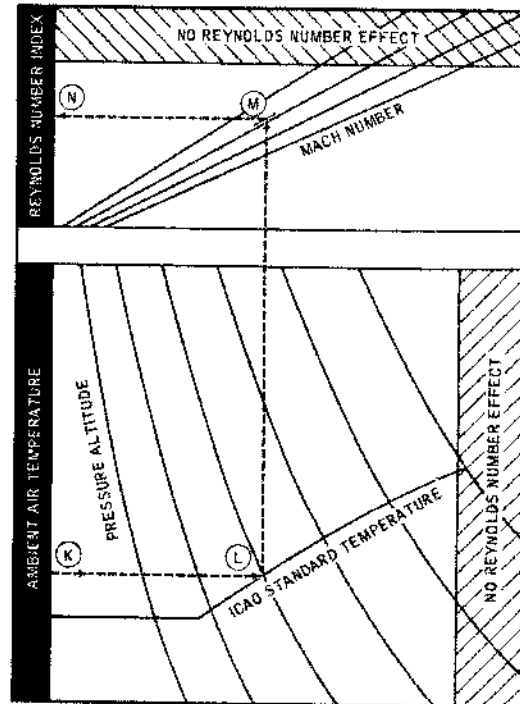 REYNOLDS NUMBER INDEX
NO REYNOLDS NUMBER EFFECT
N
M
MACH NUMBER
AMBIENT AIR TEMPERATURE
PRESSURE ALTITUDE
NO REYNOLDS NUMBER EFFECT
K
L
ICAO STANDARD TEMPERATURE